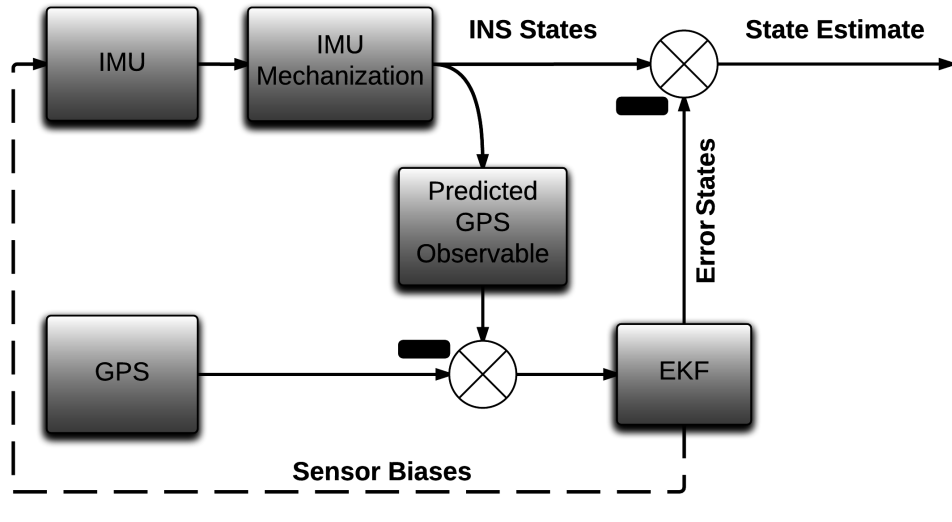 INS States
State Estimate
IMU
IMU
Mechanization
Predicted
GPS
Observable
Error States
GPS
EKF
Sensor Biases